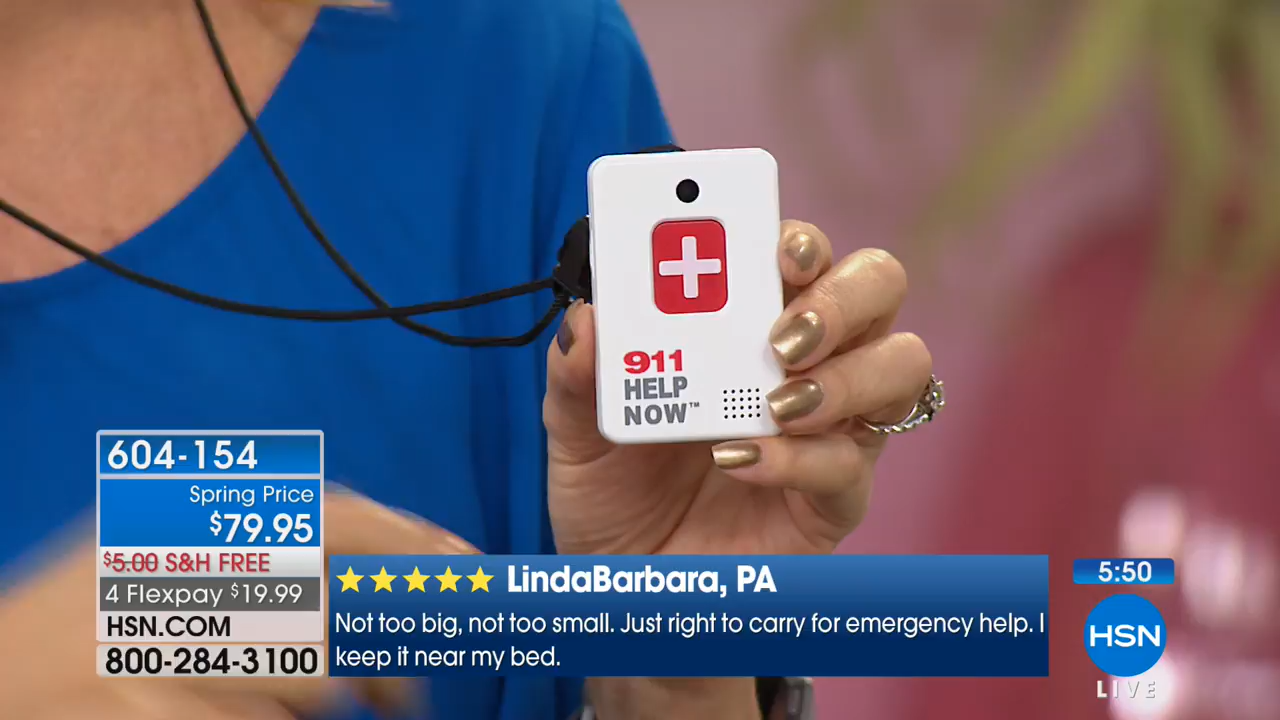 911
HELP
NOW™
604-154
Spring Price
$79.95
$5.00 S&H FREE
4 Flexpay $19.99
HSN.COM
800-284-3100
LindaBarbara, PA
Not too big, not too small. Just right to carry for emergency help. I
keep it near my bed.
5:50
HSN
LIVE